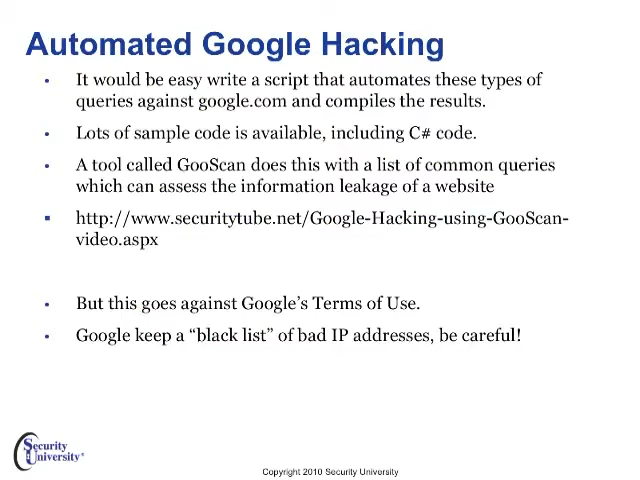 Automated Google Hacking
• It would be easy write a script that automates these types of
queries against google.com and compiles the results.
• Lots of sample code is available, including C# code.
• A tool called GooScan does this with a list of common queries
which can assess the information leakage of a website
▪ http://www.securitytube.net/Google-Hacking-using-GooScan-
video.aspx
• But this goes against Google's Terms of Use.
• Google keep a “black list” of bad IP addresses, be careful!
Security
University
Copyright 2010 Security University